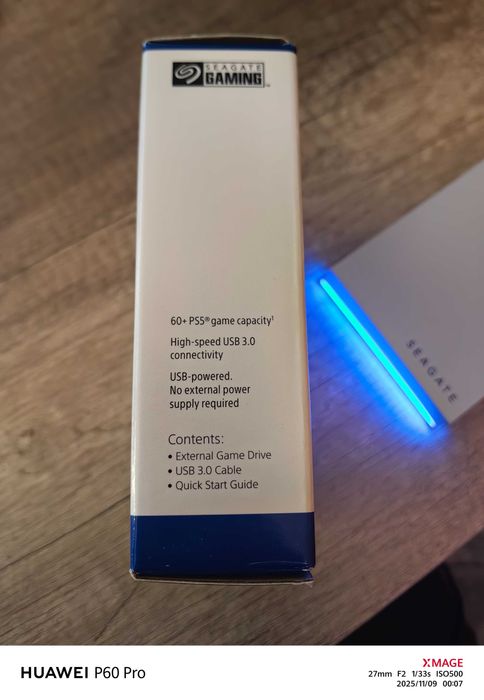 SEAGATE
GAMING™
60+ PS5® game capacity¹
High-speed USB 3.0
connectivity
USB-powered.
No external power
supply required
Contents:
• External Game Drive
• USB 3.0 Cable
• Quick Start Guide
SEAGATE
HUAWEI P60 Pro
XMAGE
27mm F2 1/33s ISO500
2025/11/09 00:07